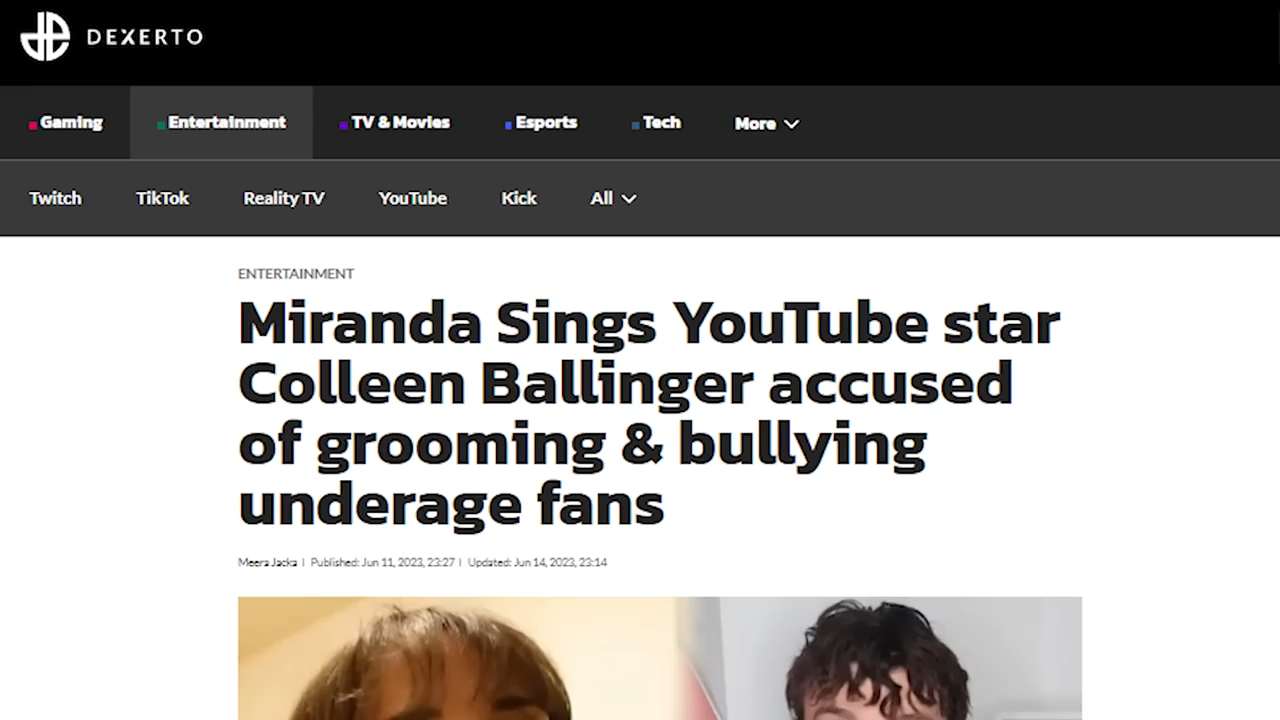 DEXERTO
Gaming Entertainment TV & Movies Esports Tech More
Twitch TikTok Reality TV YouTube Kick All
ENTERTAINMENT
Miranda Sings YouTube star
Colleen Ballinger accused
of grooming & bullying
underage fans
Meera Jacka | Published: Jun 11, 2023, 23:27 | Updated: Jun 14, 2023, 23:14